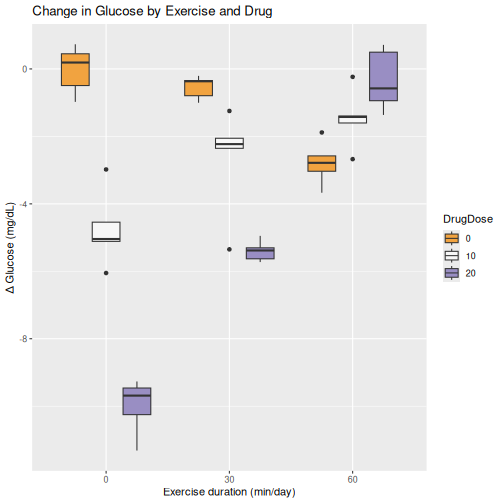 Change in Glucose by Exercise and Drug
Δ Glucose (mg/dL)
0
-4
-8
0
30
60
Exercise duration (min/day)
DrugDose
0
10
20